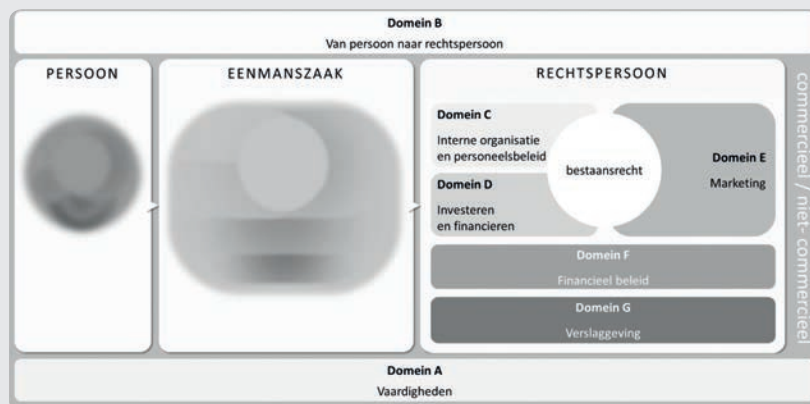 Domein B
Van persoon naar rechtspersoon
PERSOON
EENMANSZAAK
RECHTSPERSOON
Domein C
Interne organisatie
en personeelsbeleid
Domein D
Investeren
en financieren
bestaansrecht
Domein E
Marketing
Domein F
Financieel beleid
Domein G
Verslaggeving
commercieel / niet- commercieel
Domein A
Vaardigheden